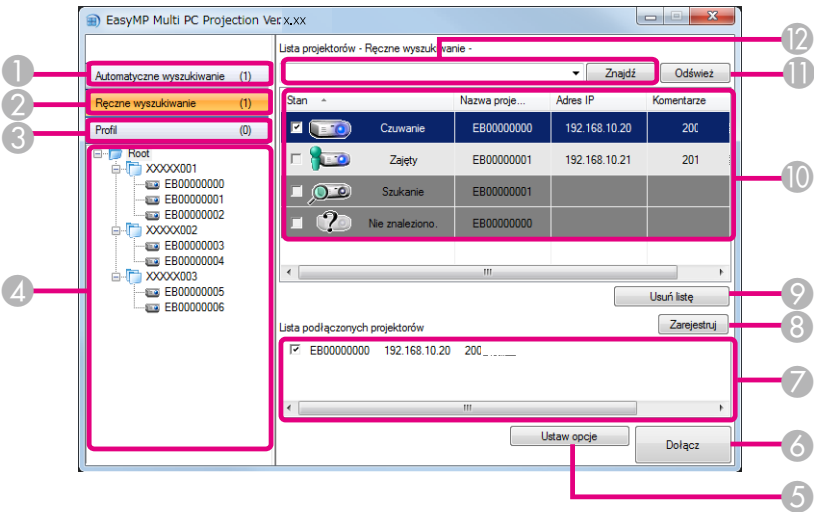 EasyMP Multi PC Projection Ver.x.xx
Lista projektorów - Ręczne wyszukiwanie -
12
1
Automatyczne wyszukiwanie (1)
Znajdź
Odśwież
11
2
Ręczne wyszukiwanie (1)
Stan
Nazwa proje...
Adres IP
Komentarze
3
Profil (0)
Czuwanie EB00000000 192.168.10.20 200
Zajęty EB00000001 192.168.10.21 201
Szukanie EB00000001
Nie znaleziono. EB00000000
10
Root
XXXXX001
EB00000000
EB00000001
EB00000002
XXXXX002
EB00000003
EB00000004
XXXXX003
EB00000005
EB00000006
4
Usuń listę
9
Lista podłączonych projektorów
Zarejestruj
8
EB00000000 192.168.10.20 200
7
Ustaw opcje
Dołącz
6
5